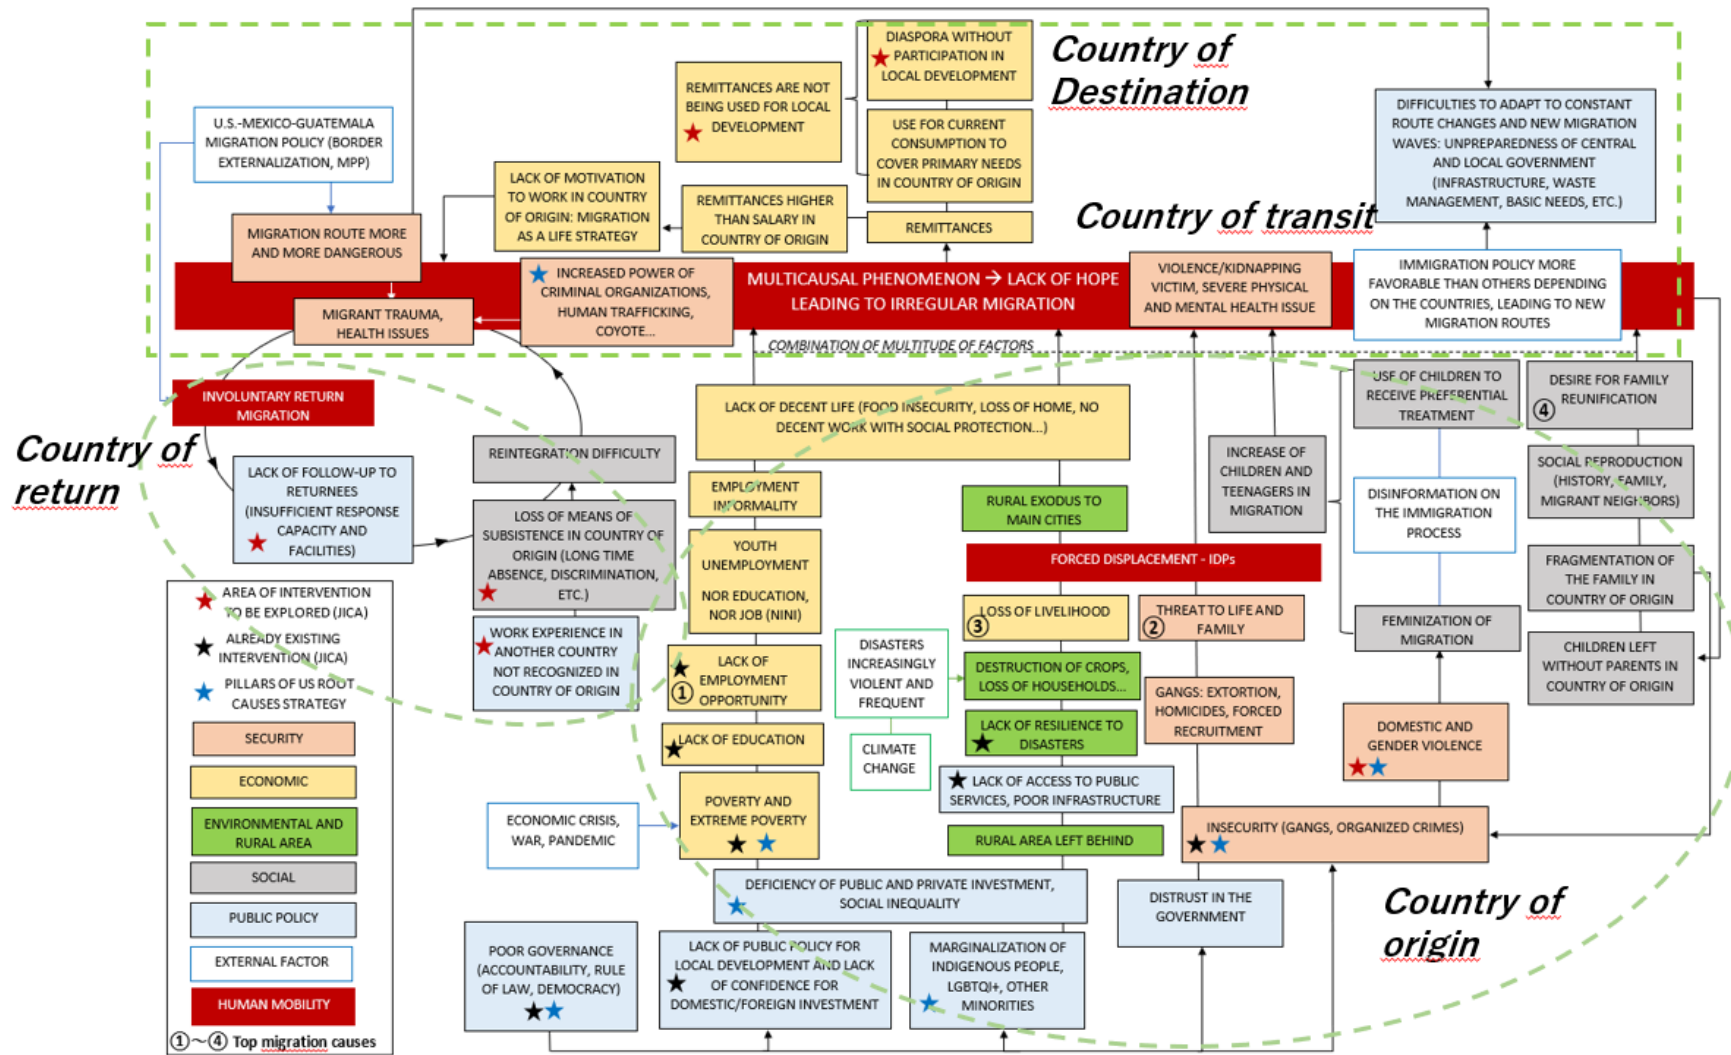 Country of
Destination
DIASPORA WITHOUT
PARTICIPATION IN
LOCAL DEVELOPMENT
REMITTANCES ARE NOT
BEING USED FOR LOCAL
DEVELOPMENT
USE FOR CURRENT
CONSUMPTION TO
COVER PRIMARY NEEDS
IN COUNTRY OF ORIGIN
DIFFICULTIES TO ADAPT TO CONSTANT
ROUTE CHANGES AND NEW MIGRATION
WAVES: UNPREPAREDNESS OF CENTRAL
AND LOCAL GOVERNMENT
(INFRASTRUCTURE, WASTE
MANAGEMENT, BASIC NEEDS, ETC.)
U.S.-MEXICO-GUATEMALA
MIGRATION POLICY (BORDER
EXTERNALIZATION, MPP)
LACK OF MOTIVATION
TO WORK IN COUNTRY
OF ORIGIN: MIGRATION
AS A LIFE STRATEGY
REMITTANCES HIGHER
THAN SALARY IN
COUNTRY OF ORIGIN
REMITTANCES
Country of transit
MIGRATION ROUTE MORE
AND MORE DANGEROUS
INCREASED POWER OF
CRIMINAL ORGANIZATIONS,
HUMAN TRAFFICKING,
COYOTE...
MULTICAUSAL PHENOMENON → LACK OF HOPE
LEADING TO IRREGULAR MIGRATION
VIOLENCE/KIDNAPPING
VICTIM, SEVERE PHYSICAL
AND MENTAL HEALTH ISSUE
IMMIGRATION POLICY MORE
FAVORABLE THAN OTHERS DEPENDING
ON THE COUNTRIES, LEADING TO NEW
MIGRATION ROUTES
MIGRANT TRAUMA,
HEALTH ISSUES
COMBINATION OF MULTITUDE OF FACTORS
INVOLUNTARY RETURN
MIGRATION
Country of
return
LACK OF FOLLOW-UP TO
RETURNEES
(INSUFFICIENT RESPONSE
CAPACITY AND
FACILITIES)
REINTEGRATION DIFFICULTY
LOSS OF MEANS OF
SUBSISTENCE IN COUNTRY OF
ORIGIN (LONG TIME
ABSENCE, DISCRIMINATION,
ETC.)
WORK EXPERIENCE IN
ANOTHER COUNTRY
NOT RECOGNIZED IN
COUNTRY OF ORIGIN
LACK OF DECENT LIFE (FOOD INSECURITY, LOSS OF HOME, NO
DECENT WORK WITH SOCIAL PROTECTION...)
EMPLOYMENT
INFORMALITY
YOUTH
UNEMPLOYMENT
NOR EDUCATION,
NOR JOB (NINI)
LACK OF
EMPLOYMENT
① OPPORTUNITY
LACK OF EDUCATION
POVERTY AND
EXTREME POVERTY
ECONOMIC CRISIS,
WAR, PANDEMIC
RURAL EXODUS TO
MAIN CITIES
FORCED DISPLACEMENT - IDPs
LOSS OF LIVELIHOOD
③
THREAT TO LIFE AND
② FAMILY
DISASTERS
INCREASINGLY
VIOLENT AND
FREQUENT
CLIMATE
CHANGE
DESTRUCTION OF CROPS,
LOSS OF HOUSEHOLDS...
LACK OF RESILIENCE TO
DISASTERS
LACK OF ACCESS TO PUBLIC
SERVICES, POOR INFRASTRUCTURE
RURAL AREA LEFT BEHIND
GANGS: EXTORTION,
HOMICIDES, FORCED
RECRUITMENT
INCREASE OF
CHILDREN AND
TEENAGERS IN
MIGRATION
USE OF CHILDREN TO
RECEIVE PREFERENTIAL
TREATMENT
DISINFORMATION ON
THE IMMIGRATION
PROCESS
FEMINIZATION OF
MIGRATION
DESIRE FOR FAMILY
REUNIFICATION
④
SOCIAL REPRODUCTION
(HISTORY, FAMILY,
MIGRANT NEIGHBORS)
FRAGMENTATION OF
THE FAMILY IN
COUNTRY OF ORIGIN
CHILDREN LEFT
WITHOUT PARENTS IN
COUNTRY OF ORIGIN
DOMESTIC AND
GENDER VIOLENCE
INSECURITY (GANGS, ORGANIZED CRIMES)
DEFICIENCY OF PUBLIC AND PRIVATE INVESTMENT,
SOCIAL INEQUALITY
DISTRUST IN THE
GOVERNMENT
Country of
origin
POOR GOVERNANCE
(ACCOUNTABILITY, RULE
OF LAW, DEMOCRACY)
LACK OF PUBLIC POLICY FOR
LOCAL DEVELOPMENT AND LACK
OF CONFIDENCE FOR
DOMESTIC/FOREIGN INVESTMENT
MARGINALIZATION OF
INDIGENOUS PEOPLE,
LGBTQI+, OTHER
MINORITIES
AREA OF INTERVENTION
TO BE EXPLORED (JICA)
ALREADY EXISTING
INTERVENTION (JICA)
PILLARS OF US ROOT
CAUSES STRATEGY
SECURITY
ECONOMIC
ENVIRONMENTAL AND
RURAL AREA
SOCIAL
PUBLIC POLICY
EXTERNAL FACTOR
HUMAN MOBILITY
①～④ Top migration causes